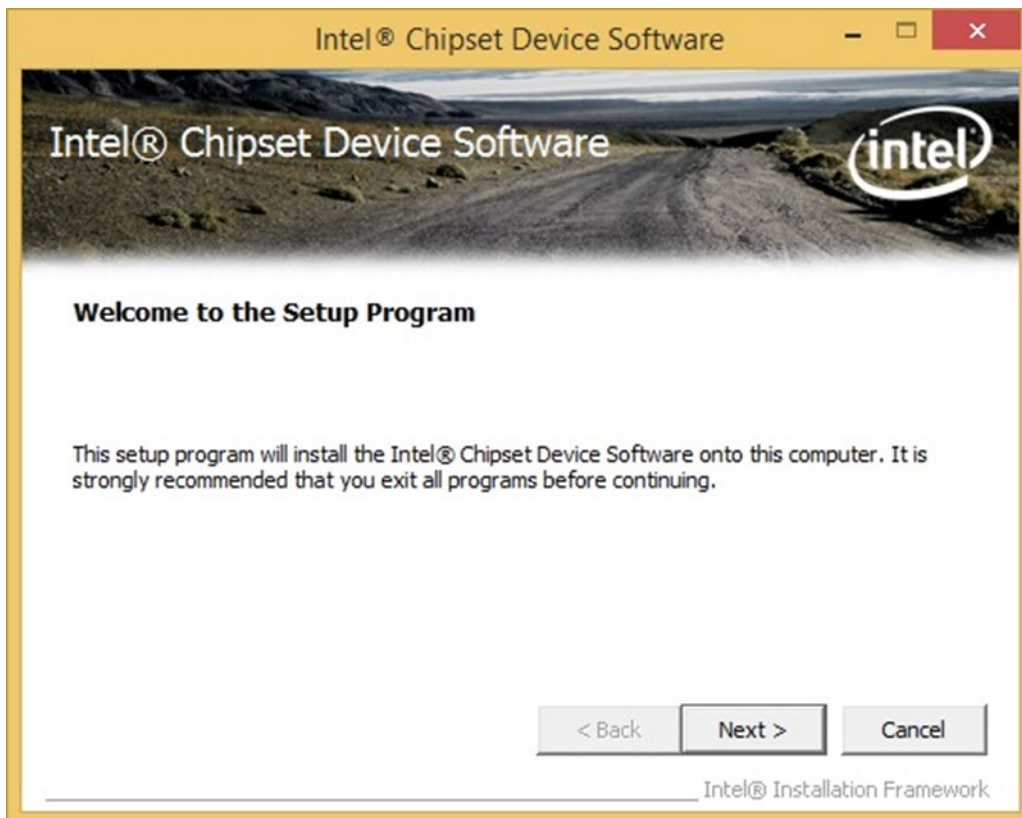 Intel® Chipset Device Software
Intel® Chipset Device Software
intel
Welcome to the Setup Program
This setup program will install the Intel® Chipset Device Software onto this computer. It is
strongly recommended that you exit all programs before continuing.
< Back Next > Cancel
Intel® Installation Framework